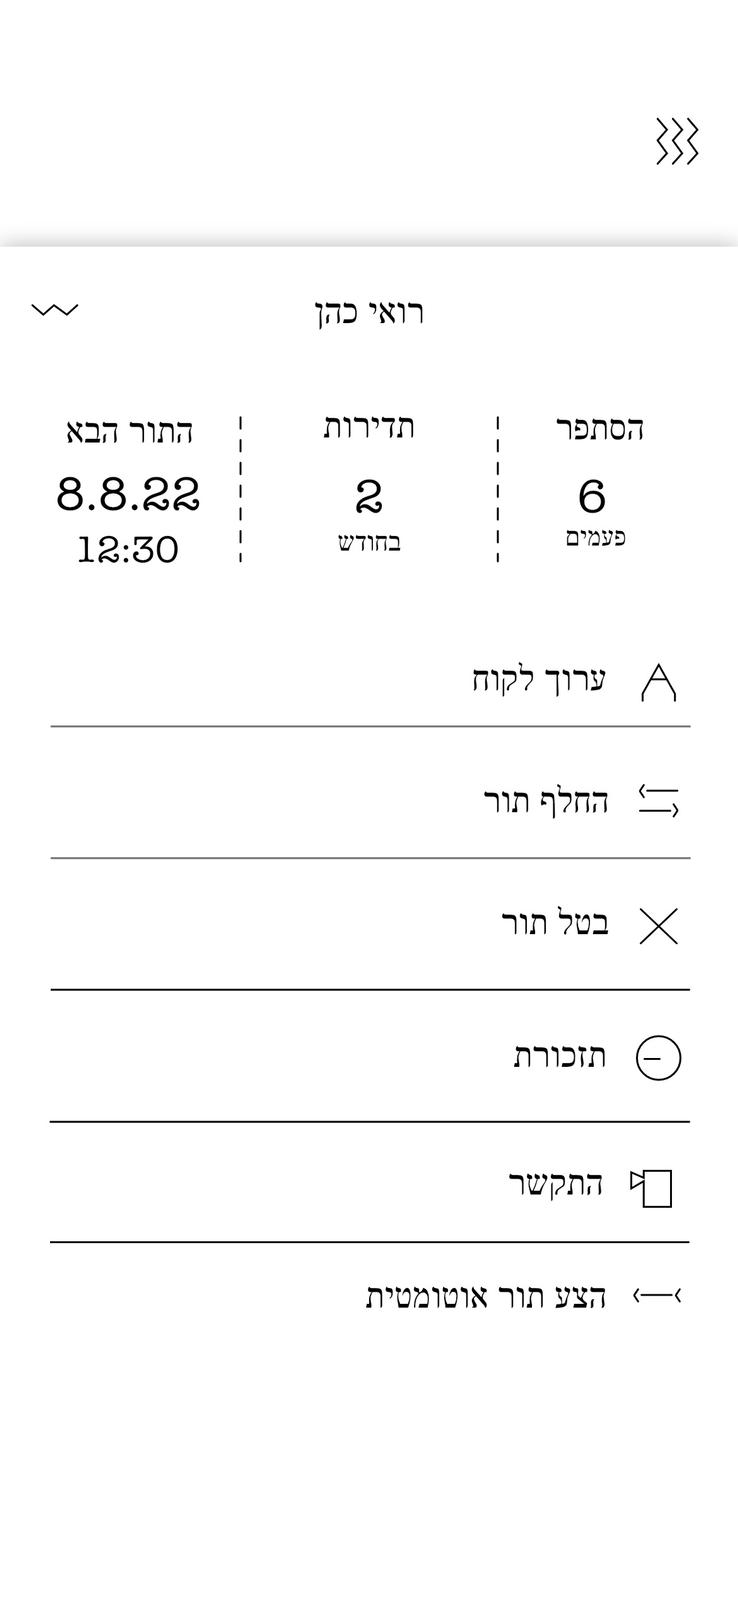 רואי כהן
הסתפר
6
פעמים
תדירות
2
בחודש
התור הבא
8.8.22
12:30
ערוך לקוח
החלף תור
בטל תור
תזכורת
התקשר
הצע תור אוטומטית